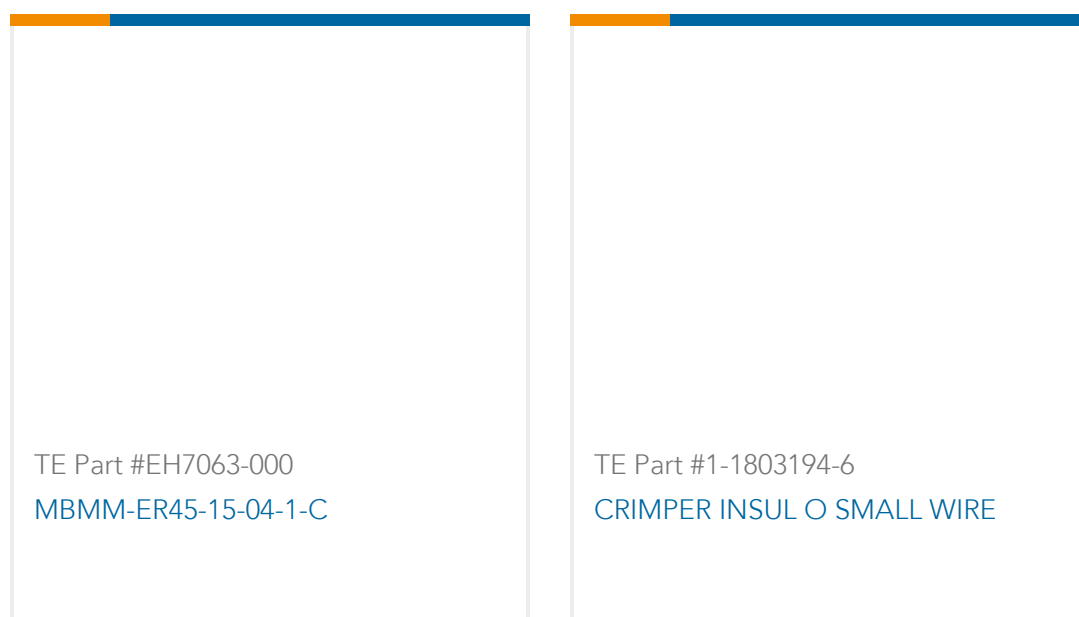 TE Part #EH7063-000
MBMM-ER45-15-04-1-C
TE Part #1-1803194-6
CRIMPER INSUL O SMALL WIRE